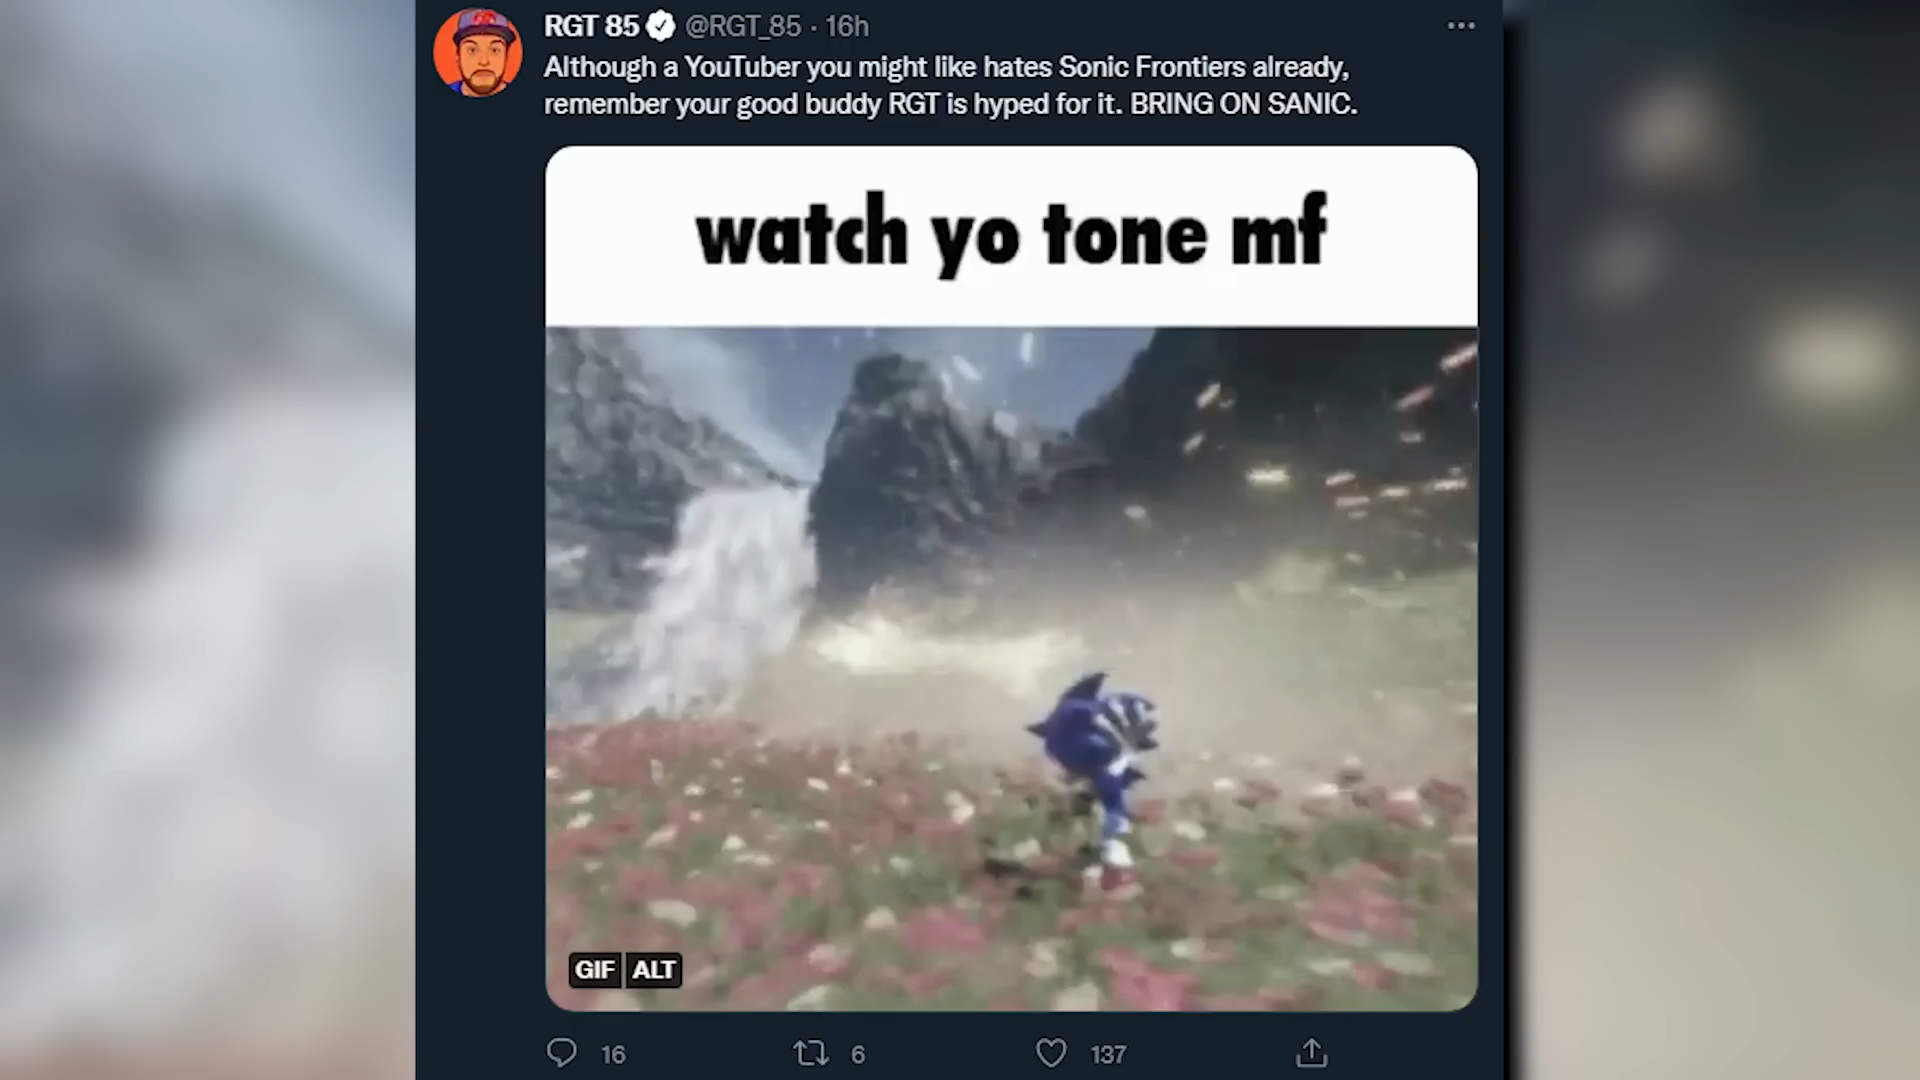 RGT 85 @RGT_85 · 16h
Although a YouTuber you might like hates Sonic Frontiers already,
remember your good buddy RGT is hyped for it. BRING ON SANIC.
watch yo tone mf
GIF ALT
16 6 137